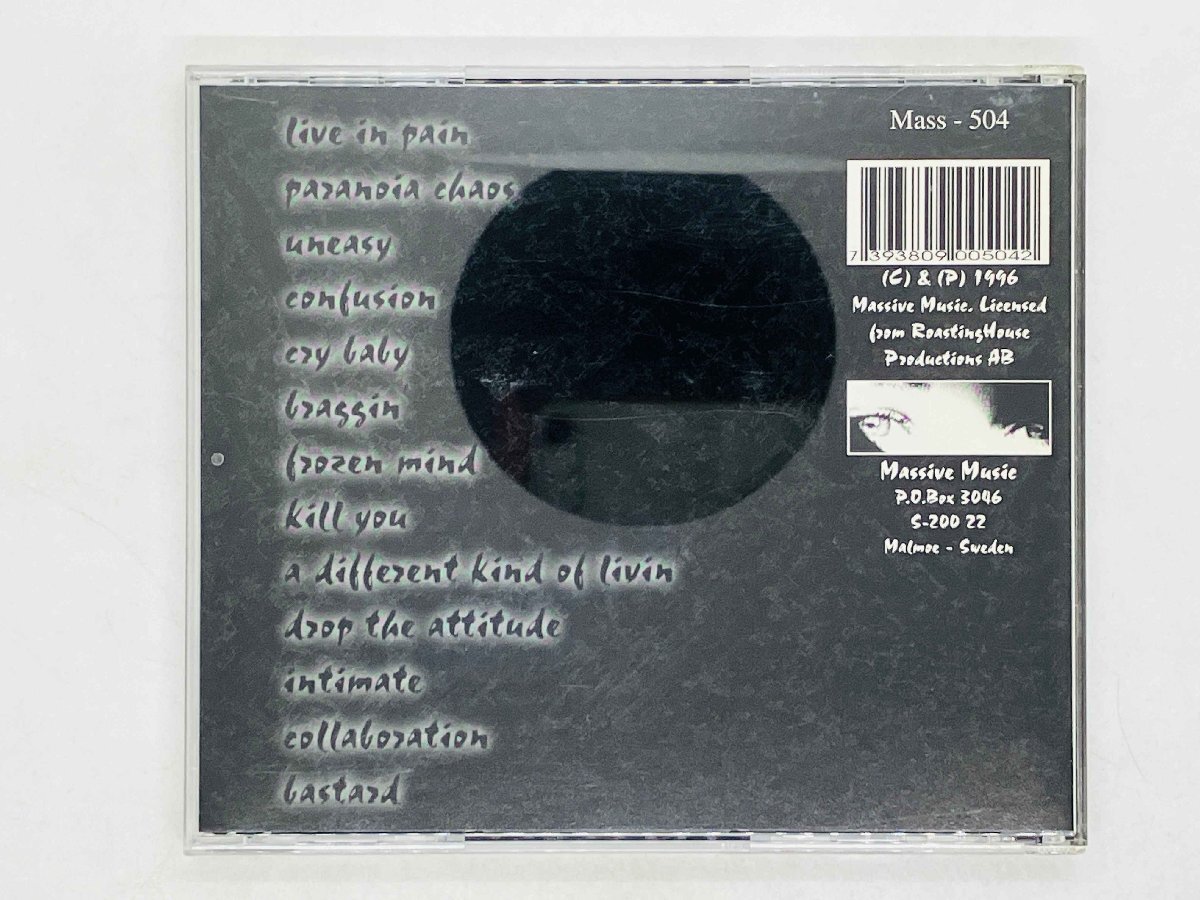 live in pain
paranoia chaos
uneasy
confusion
cry baby
braggin
frozen mind
kill you
a different kind of livin
drop the attitude
intimate
collaboration
bastard
Mass - 504
7 393809 005042
(C) & (P) 1996
Massive Music. Licensed
from RoastingHouse
Productions AB
Massive Music
P.O.Box 3046
S-200 22
Malmoe - Sweden